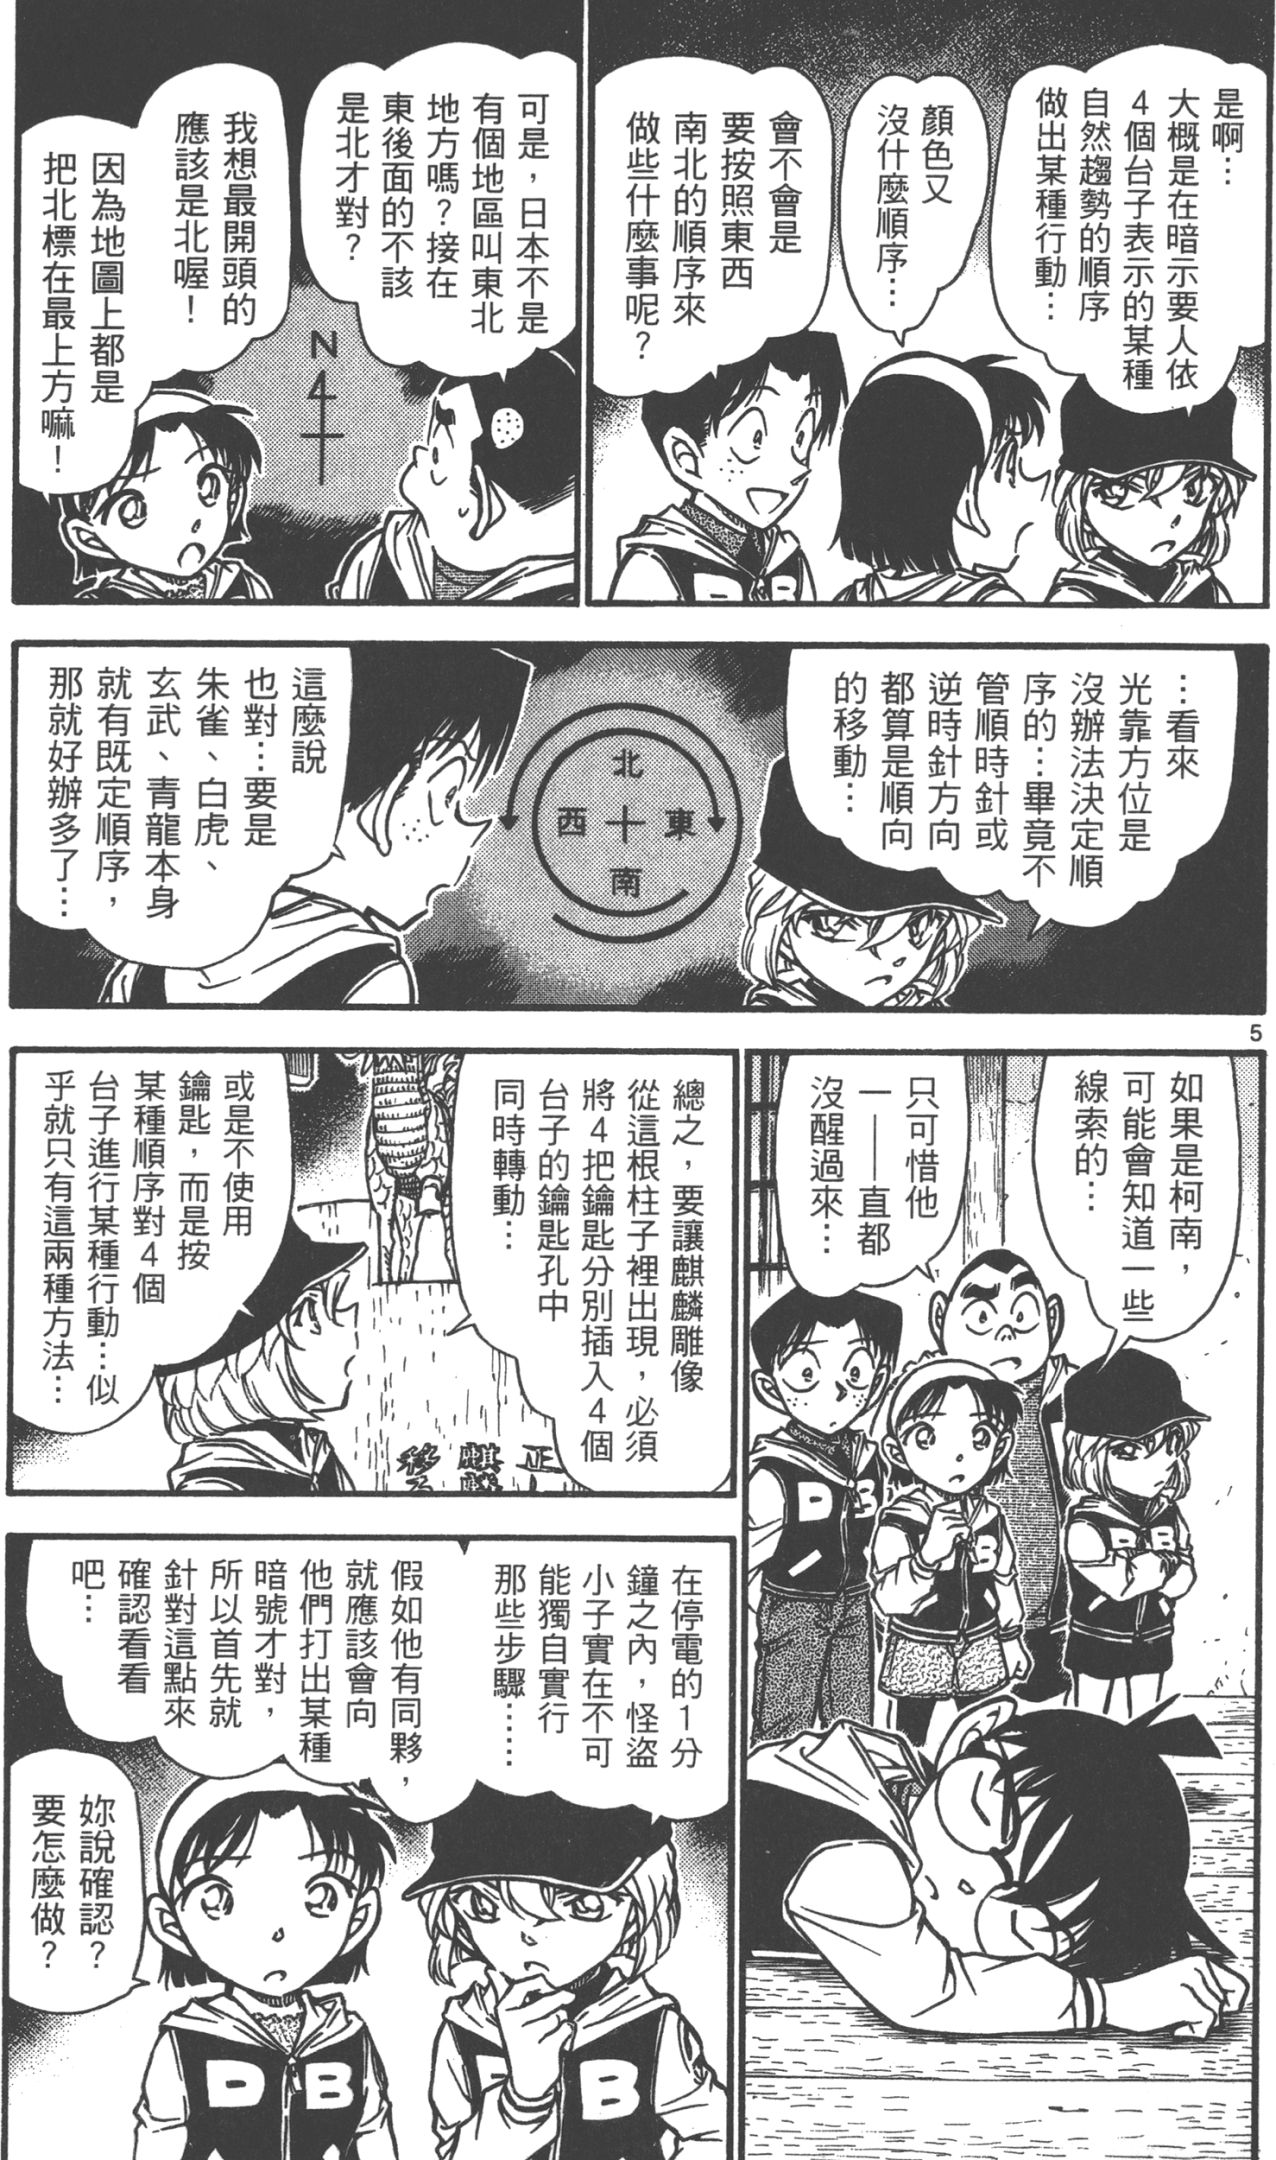 是啊…
大概是在暗示要人依
4個台子表示的某種
自然趨勢的順序
做出某種行動…
顏色又
沒什麼順序…
會不會是
要按照東西
南北的順序來
做些什麼事呢？
可是，日本不是
有個地區叫東北
地方嗎？接在
東後面的不該
是北才對？
N
4
我想最開頭的
應該是北喔！
因為地圖上都是
把北標在最上方嘛！
…看來
光靠方位是
沒辦法決定順
序的…畢竟不
管順時針或
逆時針方向
都算是順向
的移動…
北
西
東
南
這麼說
也對…要是
朱雀、白虎、
玄武、青龍本身
就有既定順序，
那就好辦多了…
5
如果是柯南，
可能會知道一些
線索的…
只可惜他
一——直都
沒醒過來…
D B
D B
D B
總之，要讓麒麟雕像
從這根柱子裡出現，必須
將4把鑰匙分別插入4個
台子的鑰匙孔中
同時轉動…
或是不使用
鑰匙，而是按
某種順序對4個
台子進行某種行動…似
乎就只有這兩種方法…
在停電的1分
鐘之內，怪盜
小子實在不可
能獨自實行
那些步驟……
假如他有同夥，
就應該會向
他們打出某種
暗號才對，
所以首先就
針對這點來
確認看看
吧…
妳說確認？
要怎麼做？
D B
D B